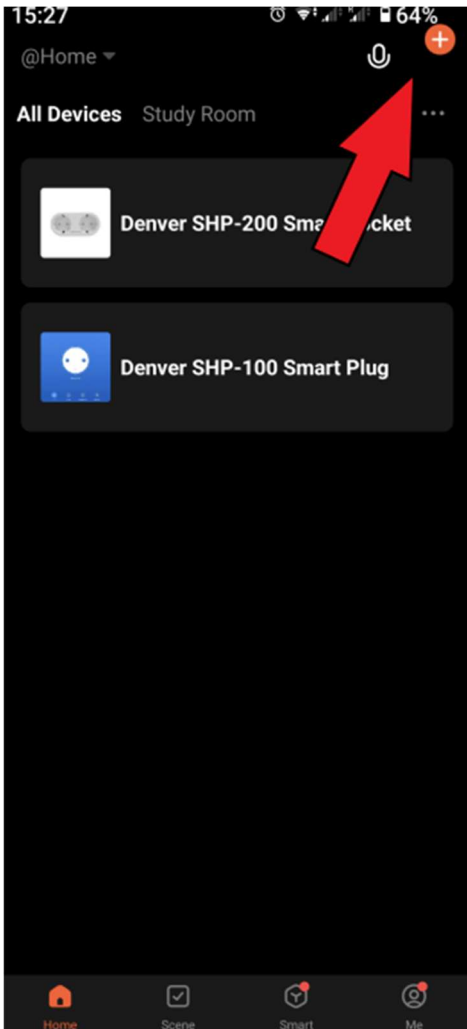 15:27 64%
@Home
All Devices Study Room
Denver SHP-200 Sma cket
Denver SHP-100 Smart Plug
Home Scene Smart Me